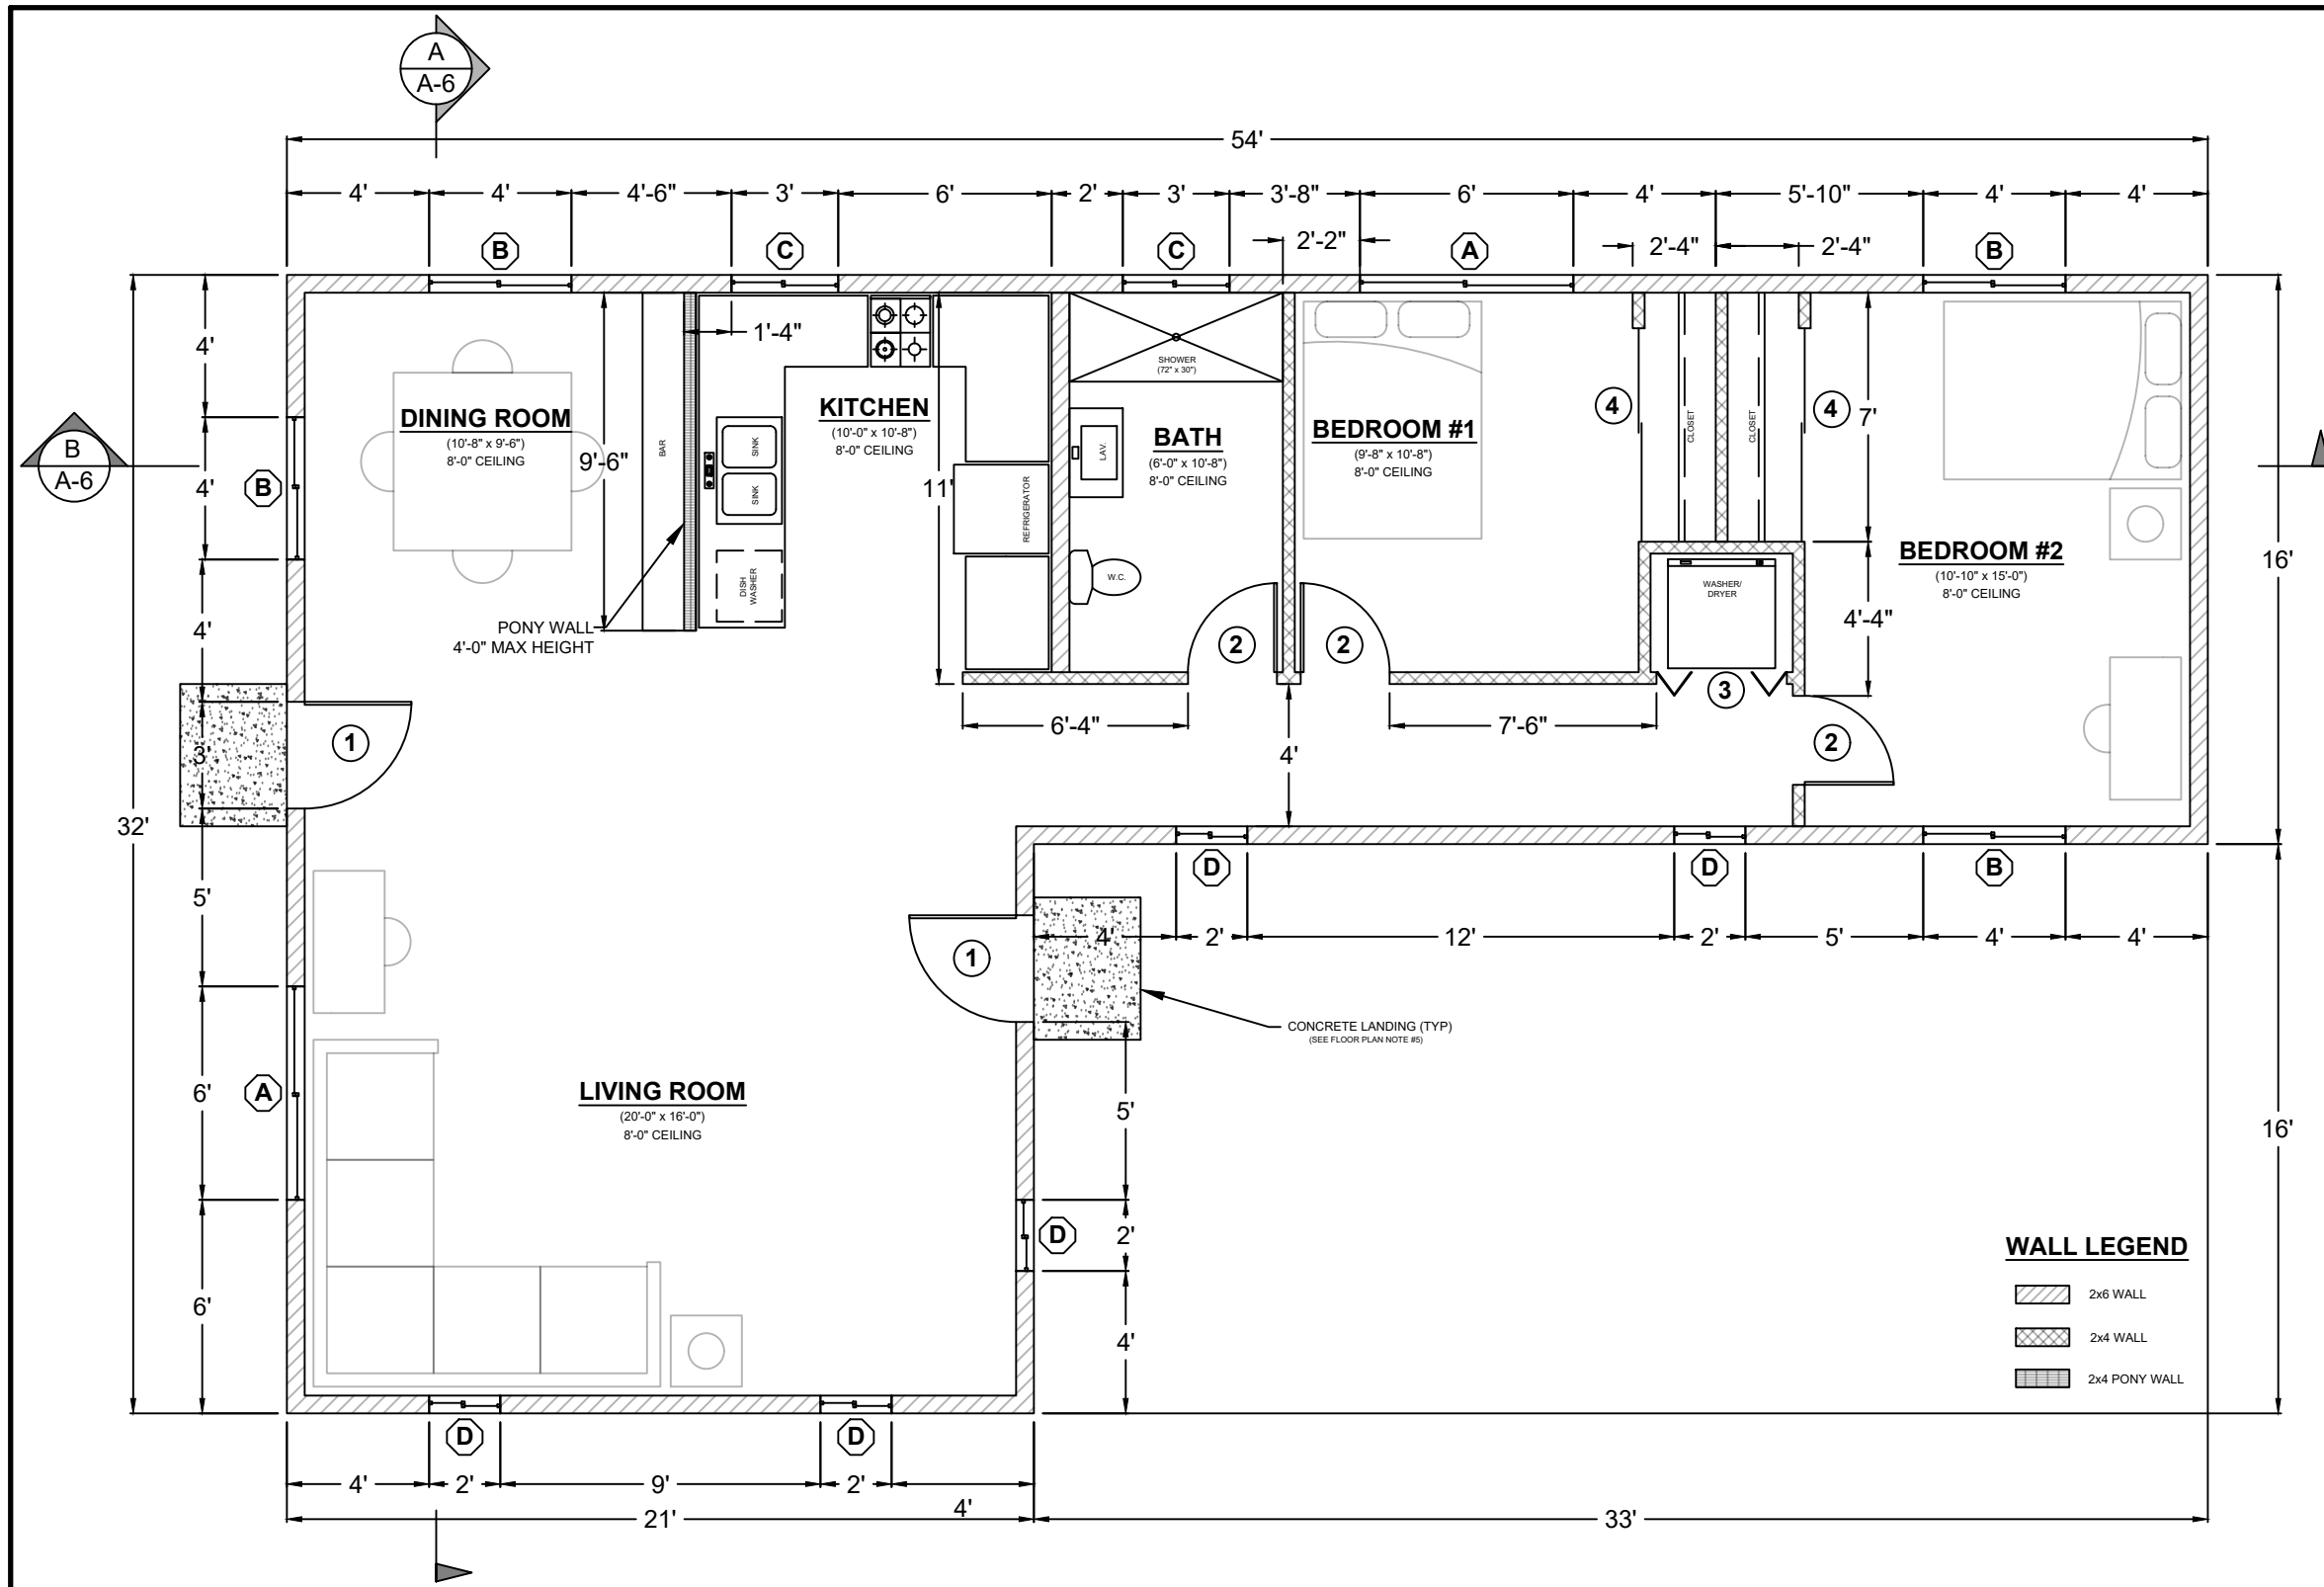 A
A-6
54'
4'
4'
4'-6"
3'
6'
2'
3'
3'-8"
6'
4'
5'-10"
4'
4'
2'-2"
2'-4"
2'-4"
B
C
C
A
B
4'
4'
4'
3'
5'
6'
6'
32'
B
A-6
B
A
1'-4"
9'-6"
11'
DINING ROOM
(10'-8" x 9'-6")
8'-0" CEILING
BAR
PONY WALL
4'-0" MAX HEIGHT
KITCHEN
(10'-0" x 10'-8")
8'-0" CEILING
SINK
SINK
DISH
WASHER
REFRIGERATOR
SHOWER
(72" x 30")
BATH
(6'-0" x 10'-8")
8'-0" CEILING
LAV.
W.C.
BEDROOM #1
(9'-8" x 10'-8")
8'-0" CEILING
4
CLOSET
CLOSET
4
7'
WASHER/
DRYER
4'-4"
BEDROOM #2
(10'-10" x 15'-0")
8'-0" CEILING
16'
2
2
3
2
6'-4"
7'-6"
4'
1
D
D
B
4'
2'
12'
2'
5'
4'
4'
1
CONCRETE LANDING (TYP)
(SEE FLOOR PLAN NOTE #5)
LIVING ROOM
(20'-0" x 16'-0")
8'-0" CEILING
5'
2'
4'
D
16'
WALL LEGEND
2x6 WALL
2x4 WALL
2x4 PONY WALL
D
D
4'
2'
9'
2'
4'
21'
33'